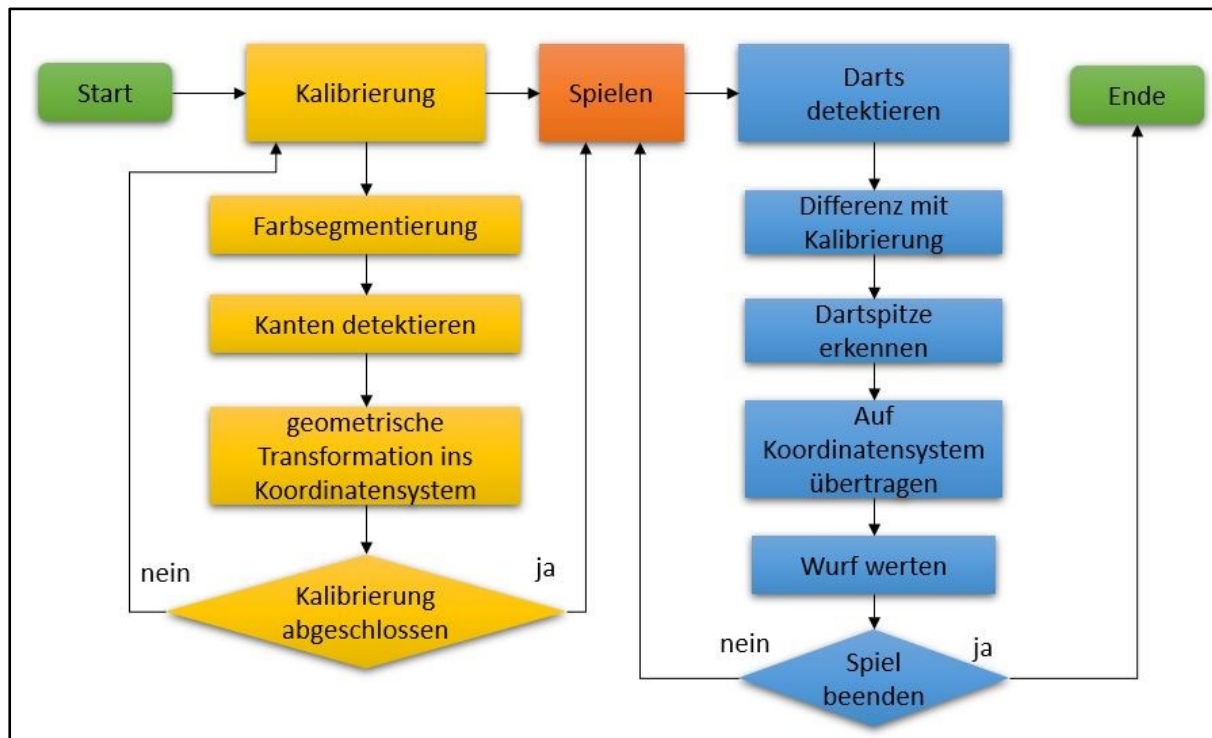 Start
Kalibrierung
Spielen
Darts
detektieren
Ende
Farbsegmentierung
Kanten detektieren
geometrische
Transformation ins
Koordinatensystem
nein
ja
Kalibrierung
abgeschlossen
Differenz mit
Kalibrierung
Dartspitze
erkennen
Auf
Koordinatensystem
übertragen
Wurf werten
nein
ja
Spiel
beenden